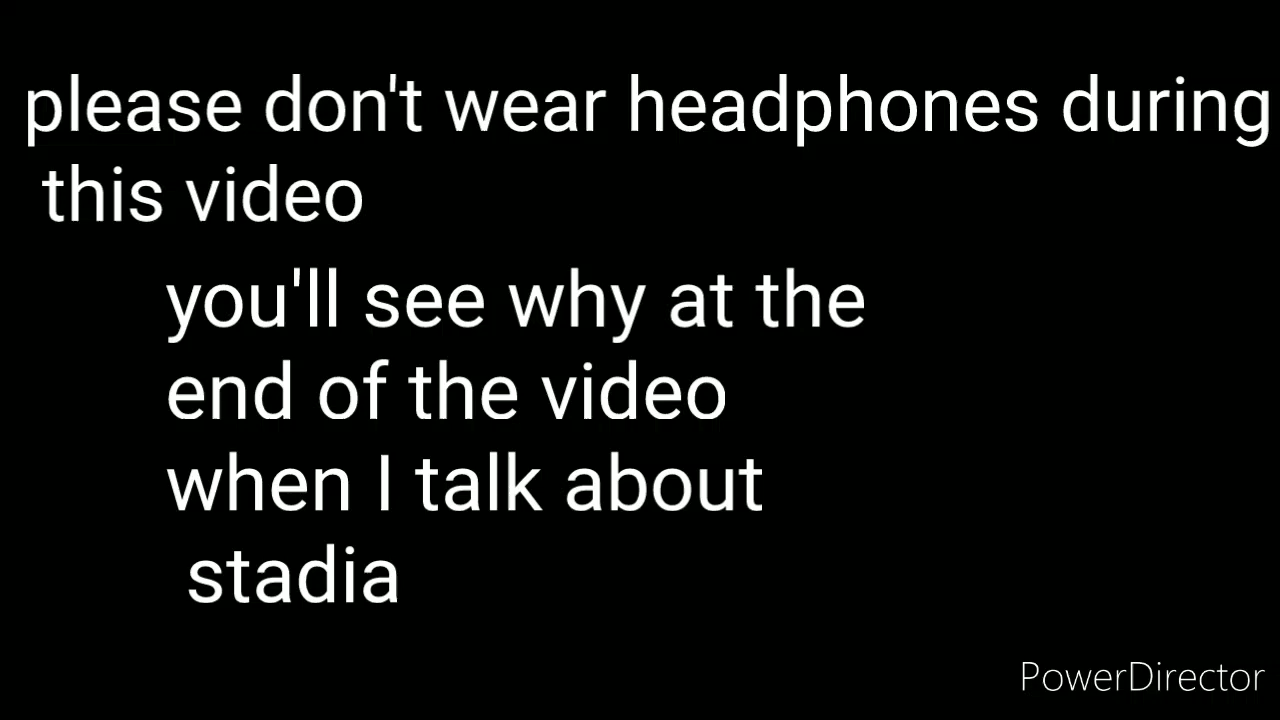 please don't wear headphones during
this video
you'll see why at the
end of the video
when I talk about
stadia
PowerDirector